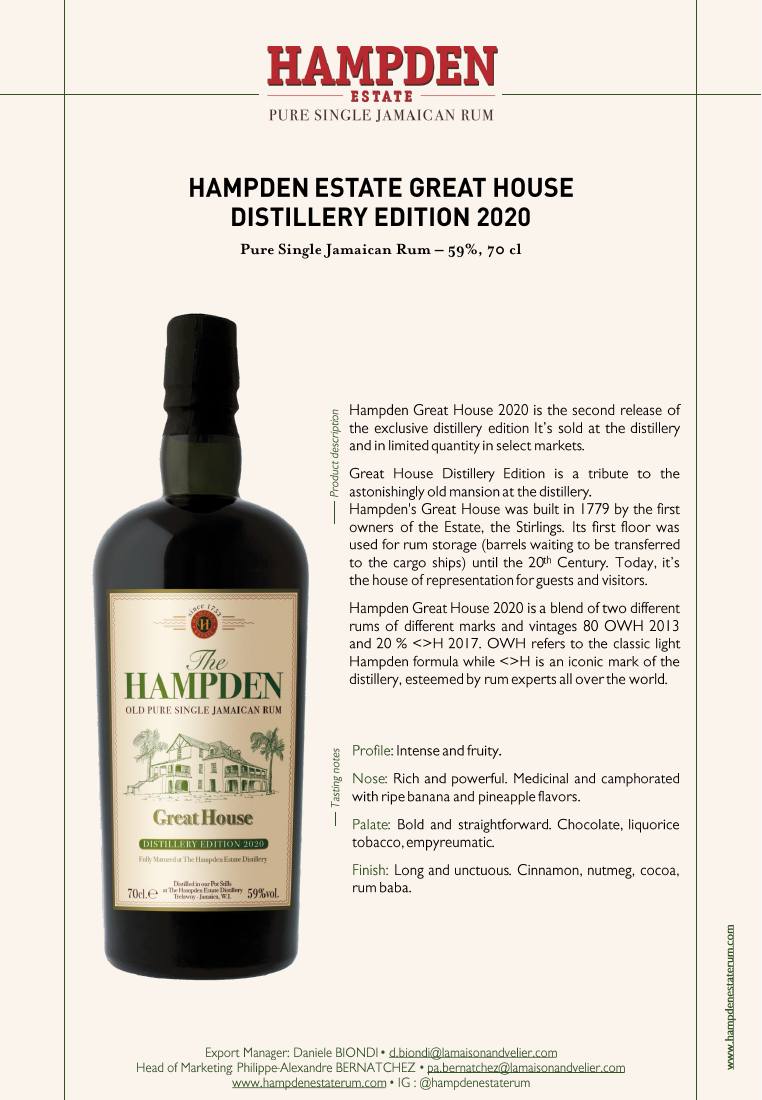 HAMPDEN
ESTATE
PURE SINGLE JAMAICAN RUM
HAMPDEN ESTATE GREAT HOUSE
DISTILLERY EDITION 2020
Pure Single Jamaican Rum – 59%, 70 cl
Product description
Hampden Great House 2020 is the second release of
the exclusive distillery edition It's sold at the distillery
and in limited quantity in select markets.
Great House Distillery Edition is a tribute to the
astonishingly old mansion at the distillery.
Hampden's Great House was built in 1779 by the first
owners of the Estate, the Stirlings. Its first floor was
used for rum storage (barrels waiting to be transferred
to the cargo ships) until the 20th Century. Today, it's
the house of representation for guests and visitors.
Hampden Great House 2020 is a blend of two different
rums of different marks and vintages 80 OWH 2013
and 20 % <>H 2017. OWH refers to the classic light
Hampden formula while <>H is an iconic mark of the
distillery, esteemed by rum experts all over the world.
Tasting notes
Profile: Intense and fruity.
Nose: Rich and powerful. Medicinal and camphorated
with ripe banana and pineapple flavors.
Palate: Bold and straightforward. Chocolate, liquorice
tobacco, empyreumatic.
Finish: Long and unctuous. Cinnamon, nutmeg, cocoa,
rum baba.
since 1753
H
The
HAMPDEN
OLD PURE SINGLE JAMAICAN RUM
Great House
DISTILLERY EDITION 2020
Fully Matured at The Hampden Estate Distillery
Distilled in our Pot Stills
70cl.℮ at The Hampden Estate Distillery 59%vol.
Trelawny - Jamaica, W.I.
www.hampdenestaterum.com
Export Manager: Daniele BIONDI • d.biondi@lamaisonandvelier.com
Head of Marketing Philippe-Alexandre BERNATCHEZ • pa.bernatchez@lamaisonandvelier.com
www.hampdenestaterum.com • IG : @hampdenestaterum